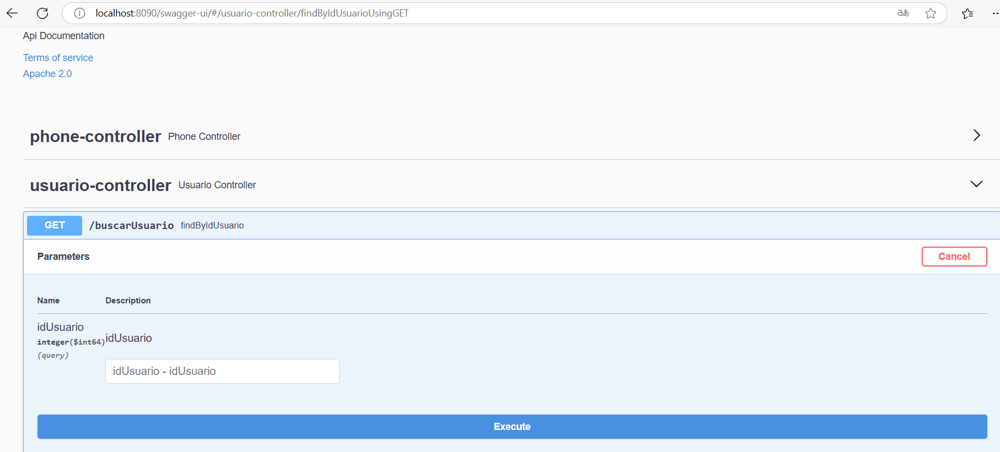 localhost:8090/swagger-ui/#/usuario-controller/findByIdUsuarioUsingGET
aあ
Api Documentation
Terms of service
Apache 2.0
phone-controller Phone Controller
usuario-controller Usuario Controller
GET /buscarUsuario findByIdUsuario
Parameters Cancel
Name Description
idUsuario
idUsuario
integer($int64)
(query)
idUsuario - idUsuario
Execute